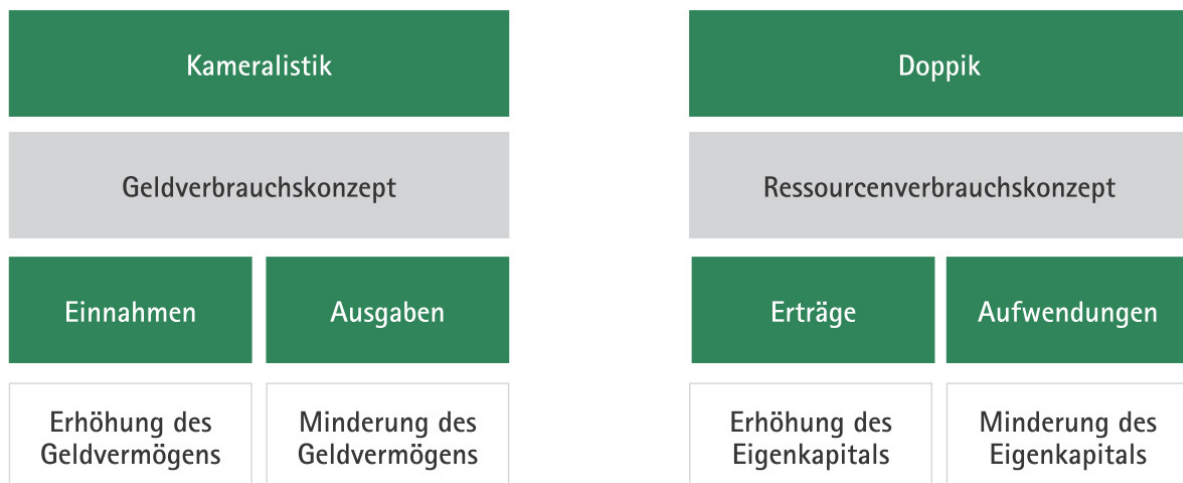 Kameralistik
Geldverbrauchskonzept
Einnahmen
Ausgaben
Erhöhung des
Geldvermögens
Minderung des
Geldvermögens
Doppik
Ressourcenverbrauchskonzept
Erträge
Aufwendungen
Erhöhung des
Eigenkapitals
Minderung des
Eigenkapitals